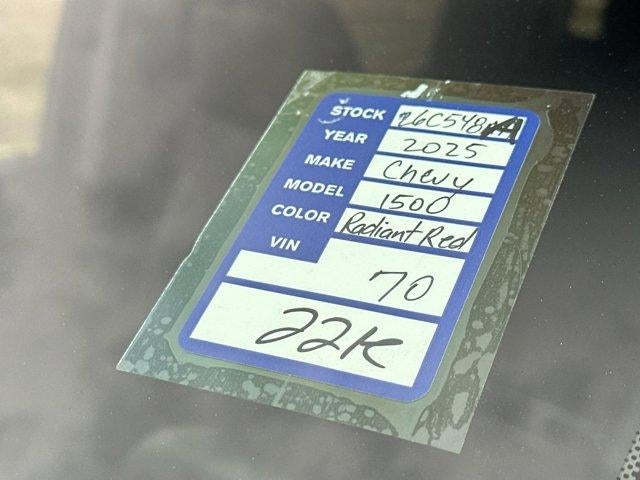 STOCK 26C548A
YEAR 2025
MAKE Chevy
MODEL 1500
COLOR Radiant Red
VIN 70
22K